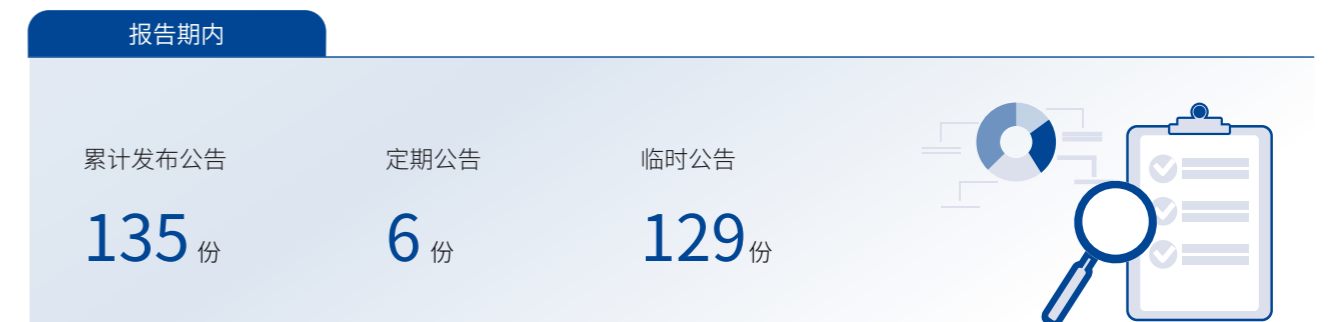 报告期内
累计发布公告
135 份
定期公告
6 份
临时公告
129 份